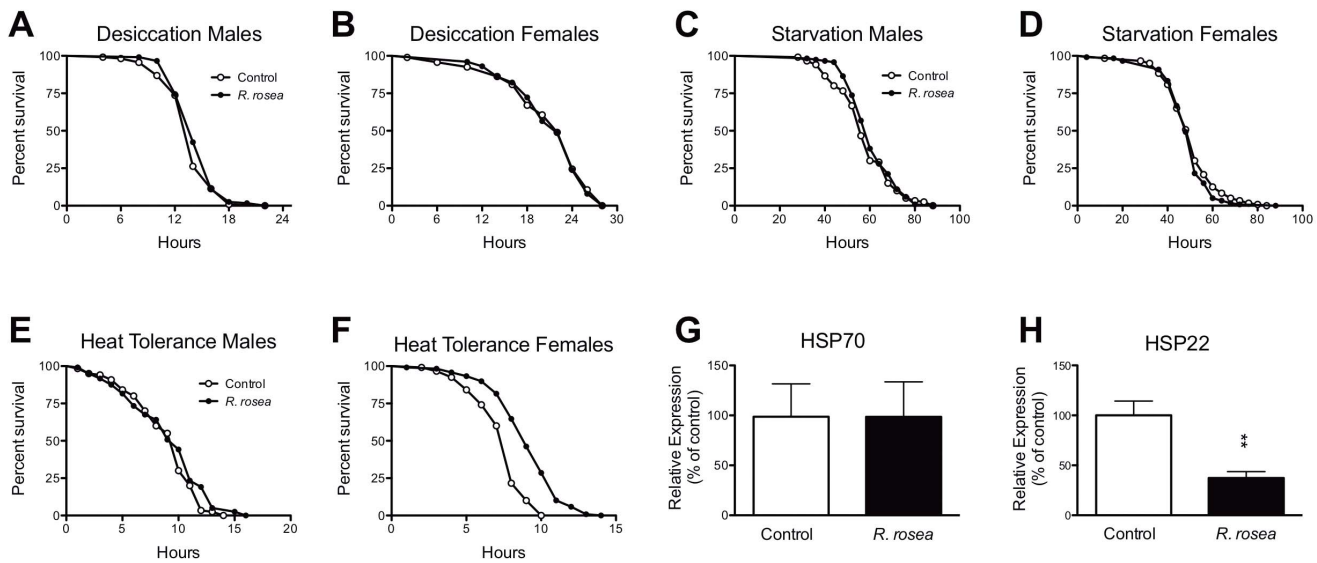 A
Desiccation Males
Percent survival
100
75
50
25
0
0 6 12 18 24
Hours
Control
R. rosea
B
Desiccation Females
Percent survival
100
75
50
25
0
0 6 12 18 24 30
Hours
C
Starvation Males
Percent survival
100
75
50
25
0
0 20 40 60 80 100
Hours
Control
R. rosea
D
Starvation Females
Percent survival
100
75
50
25
0
0 20 40 60 80 100
Hours
E
Heat Tolerance Males
Percent survival
100
75
50
25
0
0 5 10 15 20
Hours
Control
R. rosea
F
Heat Tolerance Females
Percent survival
100
75
50
25
0
0 5 10 15
Hours
G
HSP70
Relative Expression
(% of control)
150
100
50
0
Control R. rosea
H
HSP22
Relative Expression
(% of control)
150
100
50
0
**
Control R. rosea